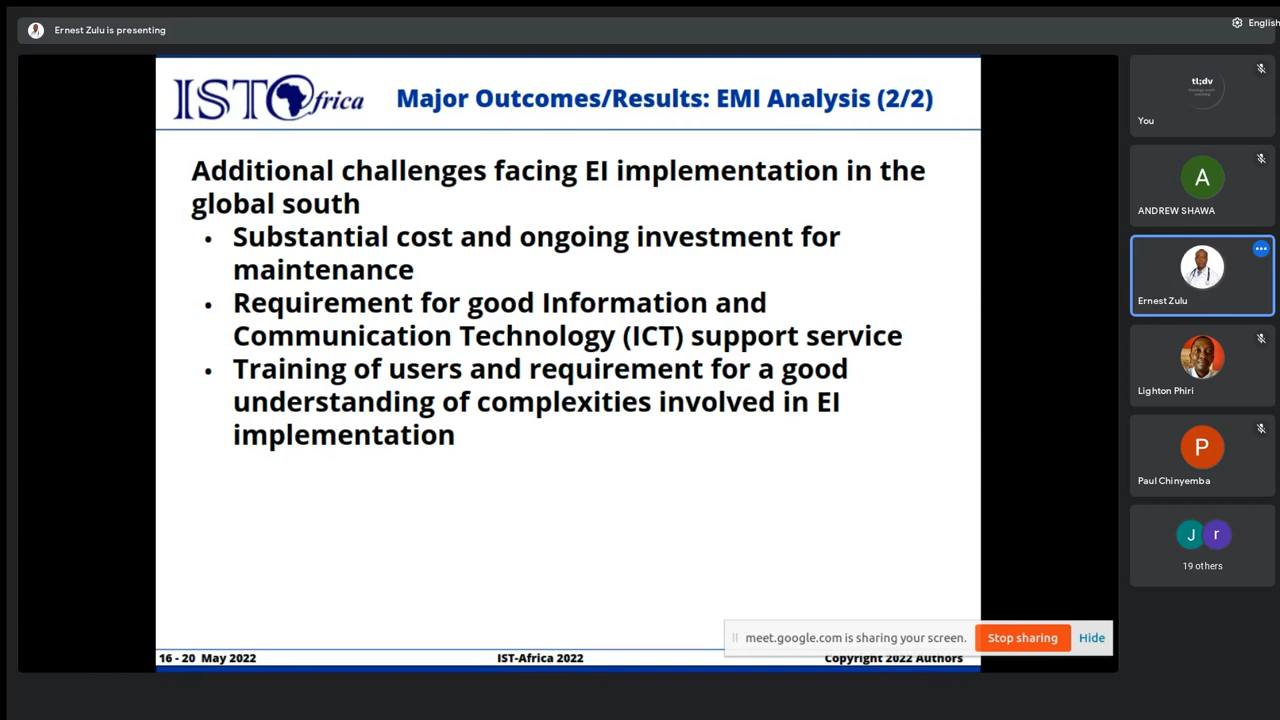 Ernest Zulu is presenting
English
ISTAfrica
Major Outcomes/Results: EMI Analysis (2/2)
Additional challenges facing EI implementation in the
global south
• Substantial cost and ongoing investment for
maintenance
• Requirement for good Information and
Communication Technology (ICT) support service
• Training of users and requirement for a good
understanding of complexities involved in EI
implementation
meet.google.com is sharing your screen.
Stop sharing
Hide
16 - 20 May 2022
IST-Africa 2022
Copyright 2022 Authors
tl;dv
You
A
ANDREW SHAWA
Ernest Zulu
Lighton Phiri
P
Paul Chinyemba
J
r
19 others